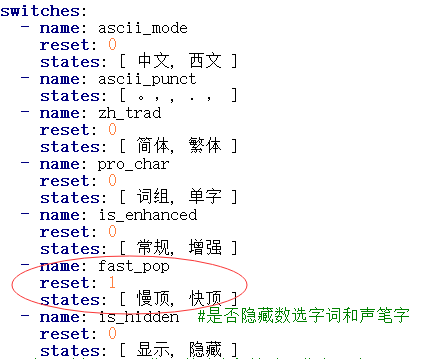 switches:
- name: ascii_mode
reset: 0
states: [ 中文, 西文 ]
- name: ascii_punct
states: [ 。，, ．， ]
- name: zh_trad
reset: 0
states: [ 简体, 繁体 ]
- name: pro_char
reset: 0
states: [ 词组, 单字 ]
- name: is_enhanced
reset: 0
states: [ 常规, 增强 ]
- name: fast_pop
reset: 1
states: [ 慢顶, 快顶 ]
- name: is_hidden #是否隐藏数选字词和声笔字
reset: 0
states: [ 显示, 隐藏 ]